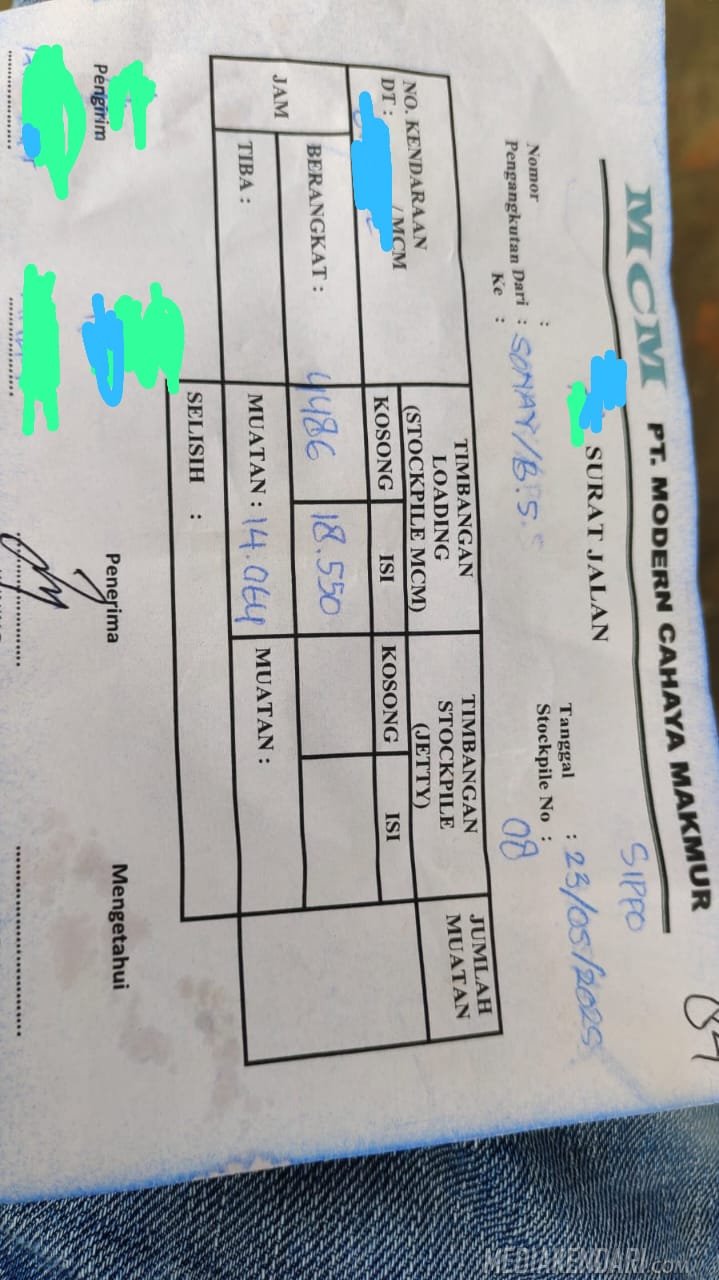 MCM PT. MODERN CAHAYA MAKMUR
SIPPO
SURAT JALAN
Nomor :
Pengangkutan Dari : SOMAY/B.S.S
Ke :
Tanggal : 23/05/2025
Stockpile No : 08
NO. KENDARAAN
DT : / MCM
TIMBANGAN LOADING (STOCKPILE MCM)
TIMBANGAN STOCKPILE (JETTY)
JUMLAH MUATAN
KOSONG
ISI
KOSONG
ISI
JAM
BERANGKAT :
4486
18.550
TIBA :
MUATAN : 14.064
MUATAN :
SELISIH :
Pengirim
Penerima
Mengetahui
MEDIAKENDARI.COM